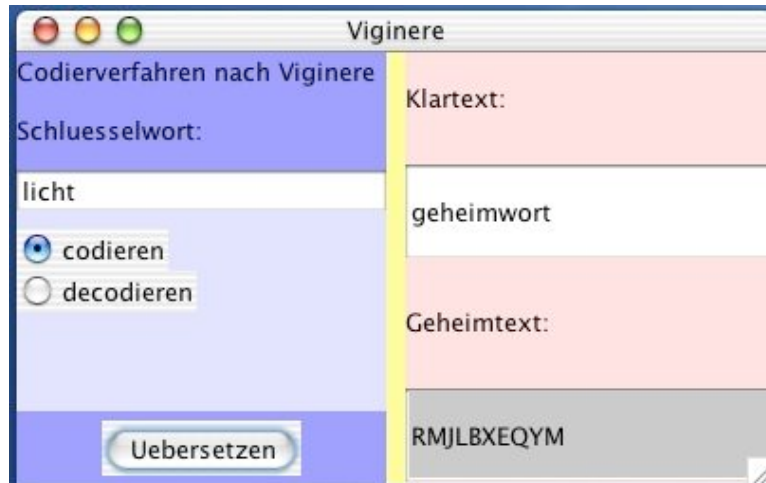 Viginere
Codierverfahren nach Viginere
Schluesselwort:
licht
codieren
decodieren
Uebersetzen
Klartext:
geheimwort
Geheimtext:
RMJLBXEQYM